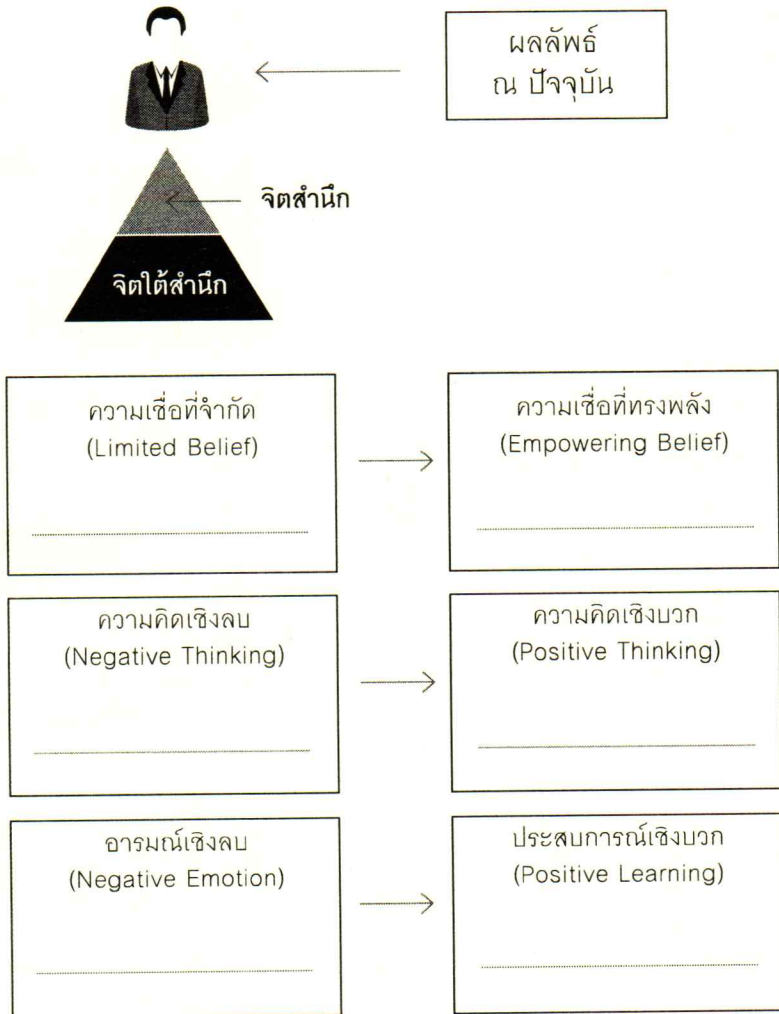 ผลลัพธ์
ณ ปัจจุบัน
จิตสำนึก
จิตใต้สำนึก
ความเชื่อที่จำกัด
(Limited Belief)
ความเชื่อที่ทรงพลัง
(Empowering Belief)
ความคิดเชิงลบ
(Negative Thinking)
ความคิดเชิงบวก
(Positive Thinking)
อารมณ์เชิงลบ
(Negative Emotion)
ประสบการณ์เชิงบวก
(Positive Learning)